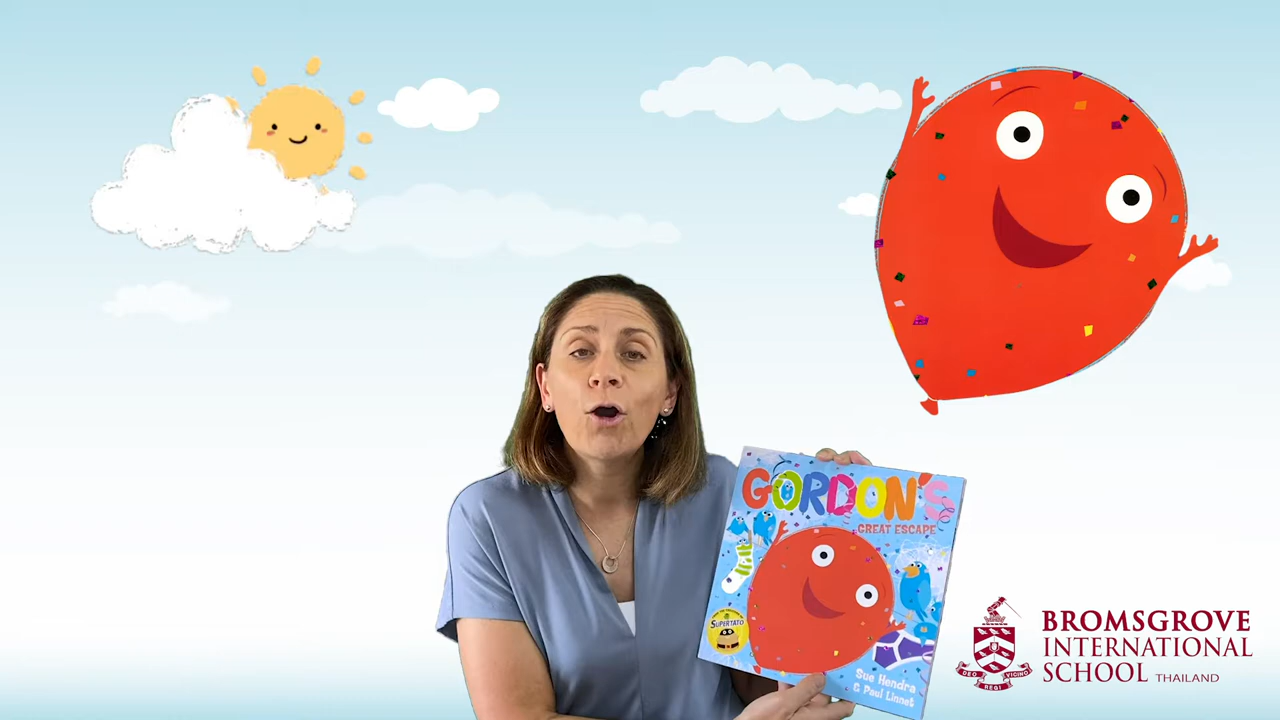 GORDON'S
GREAT ESCAPE
SUPERTATO
Sue Hendra
& Paul Linnet
BROMSGROVE
INTERNATIONAL
SCHOOL THAILAND
DEO REGI VICINO